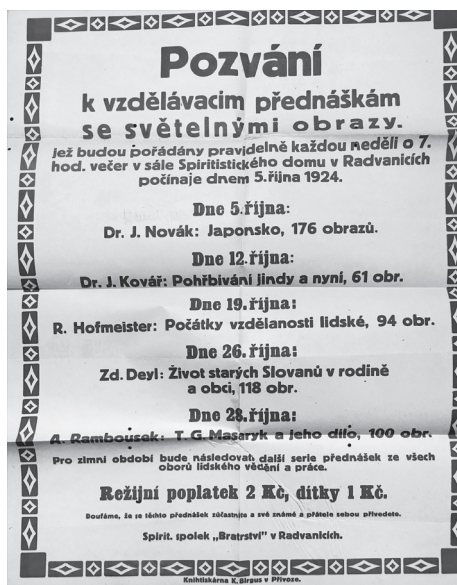 Pozvání
k vzdělávacim přednáškám
se světelnými obrazy.
jež budou pořádány pravidelně každou neděli o 7.
hod. večer v sále Spiritistického domu v Radvanicích
počínaje dnem 5. října 1924.
Dne 5. října:
Dr. J. Novák: Japonsko, 176 obrazů.
Dne 12. října:
Dr. J. Kovář: Pohřbívání jindy a nyní, 61 obr.
Dne 19. října:
R. Hofmeister: Počátky vzdělanosti lidské, 94 obr.
Dne 26. října:
Zd. Deyl: Život starých Slovanů v rodině
a obci, 118 obr.
Dne 28. října:
A. Rambousek: T. G. Masaryk a jeho dílo, 100 obr.
Pro zimní období bude následovat další serie přednášek ze všech
oborů lidského vědění a práce.
Režijní poplatek 2 Kč, dítky 1 Kč.
Doufáme, že se těchto přednášek zúčastníte a své známé a přátele sebou přivedete.
Spirit. spolek „Bratrství" v Radvanicích.
Knihtiskárna K. Birgus v Přívoze.